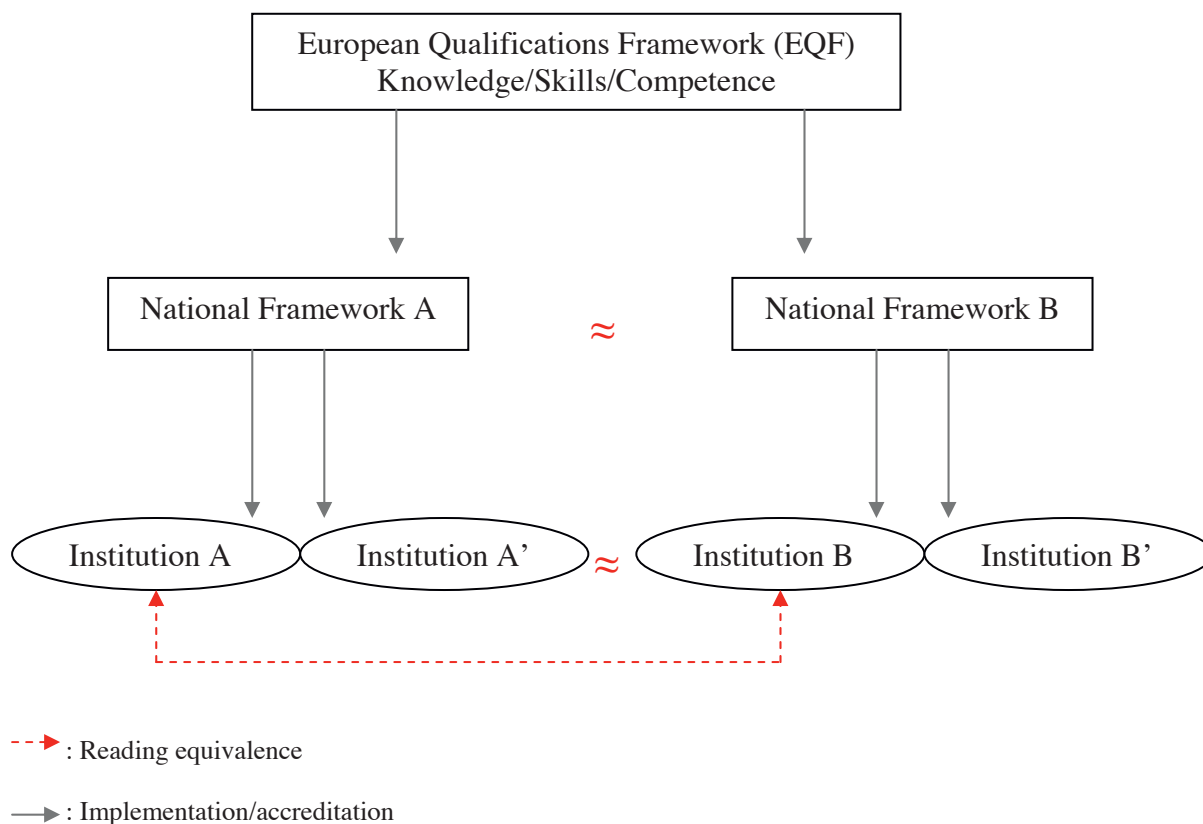 European Qualifications Framework (EQF)
Knowledge/Skills/Competence
National Framework A
≈
National Framework B
Institution A
Institution A’
≈
Institution B
Institution B’
: Reading equivalence
: Implementation/accreditation